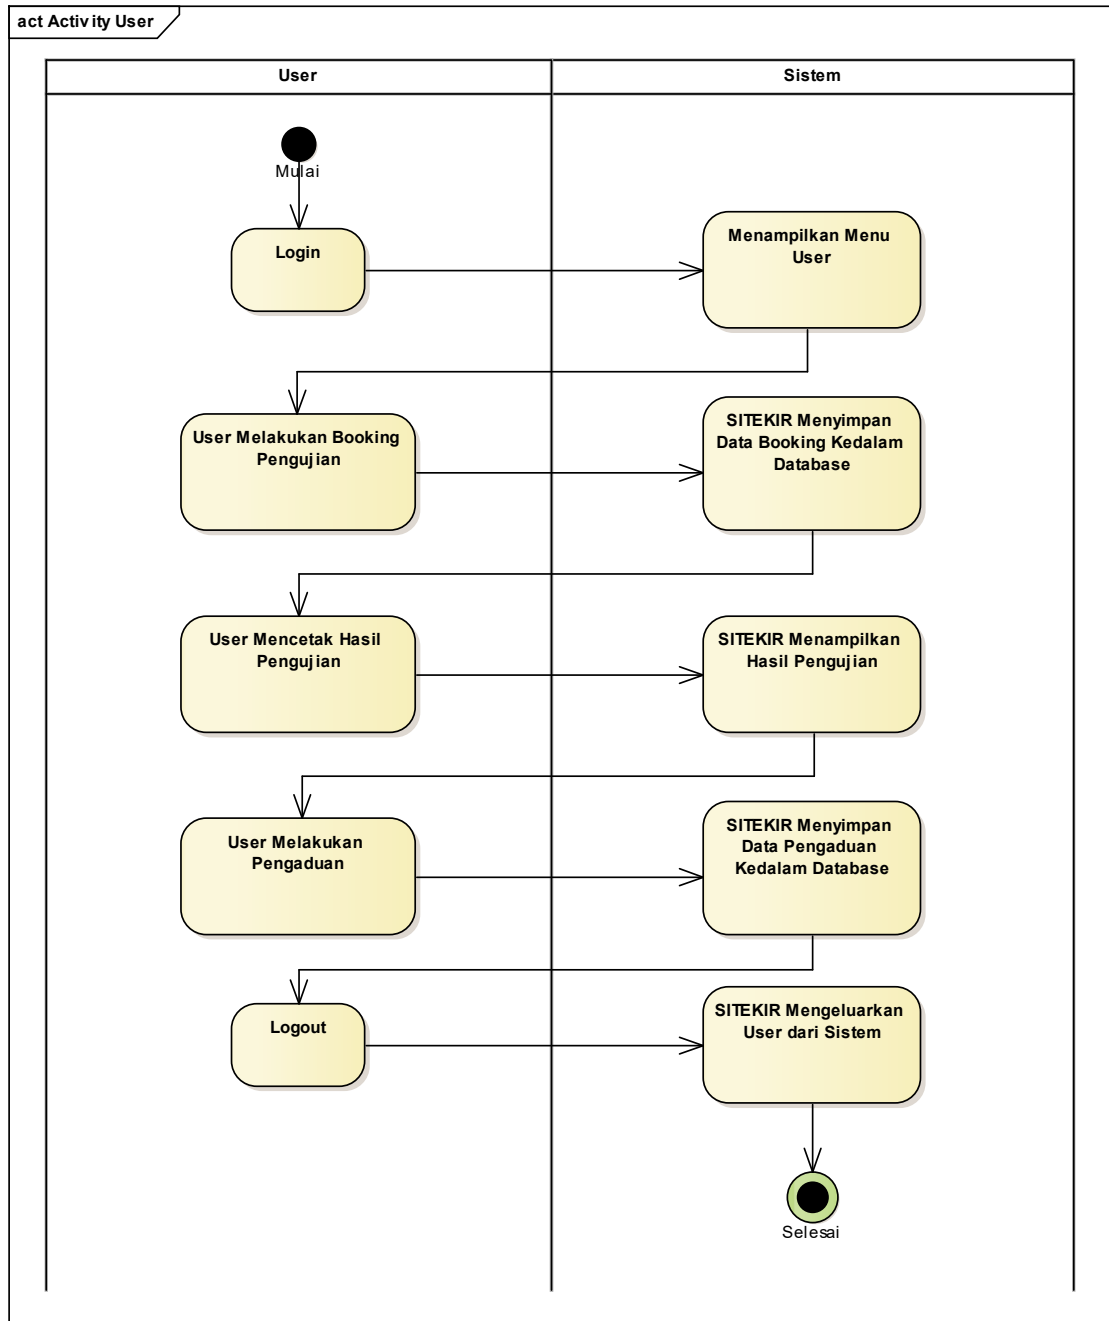 act Activity User
User
Sistem
Mulai
Login
Menampilkan Menu
User
User Melakukan Booking
Pengujian
SITEKIR Menyimpan
Data Booking Kedalam
Database
User Mencetak Hasil
Pengujian
SITEKIR Menampilkan
Hasil Pengujian
User Melakukan
Pengaduan
SITEKIR Menyimpan
Data Pengaduan
Kedalam Database
Logout
SITEKIR Mengeluarkan
User dari Sistem
Selesai